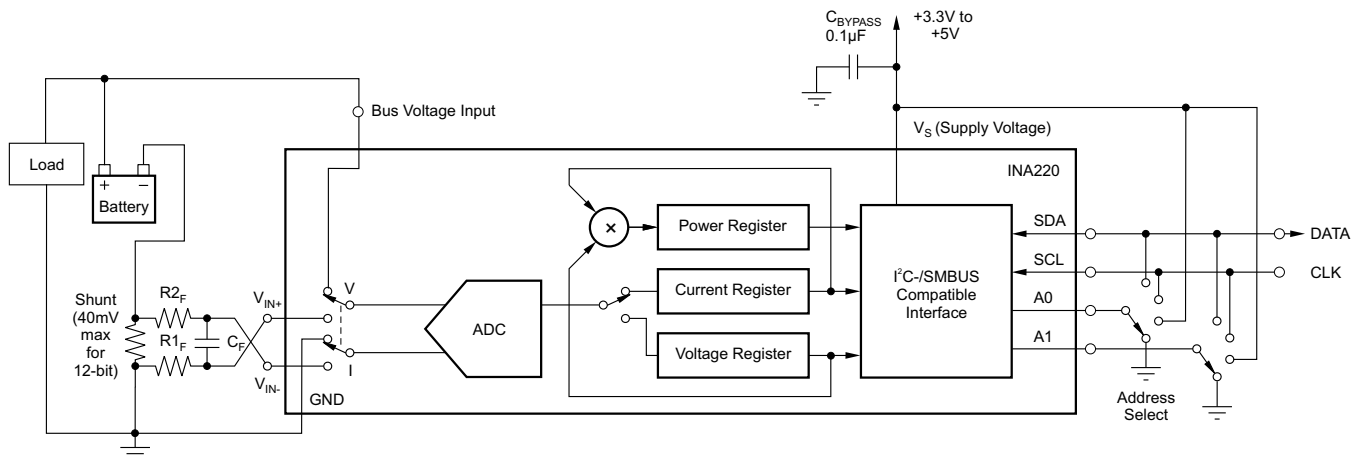 C_BYPASS
0.1µF
+3.3V to
+5V
Bus Voltage Input
V_S (Supply Voltage)
Load
+ −
Battery
INA220
×
Power Register
SDA
DATA
I²C-/SMBUS
Compatible
Interface
SCL
CLK
V
Current Register
V_IN+
ADC
A0
Shunt
(40mV
max
for
12-bit)
R2_F
R1_F
C_F
Voltage Register
A1
V_IN-
I
GND
Address
Select